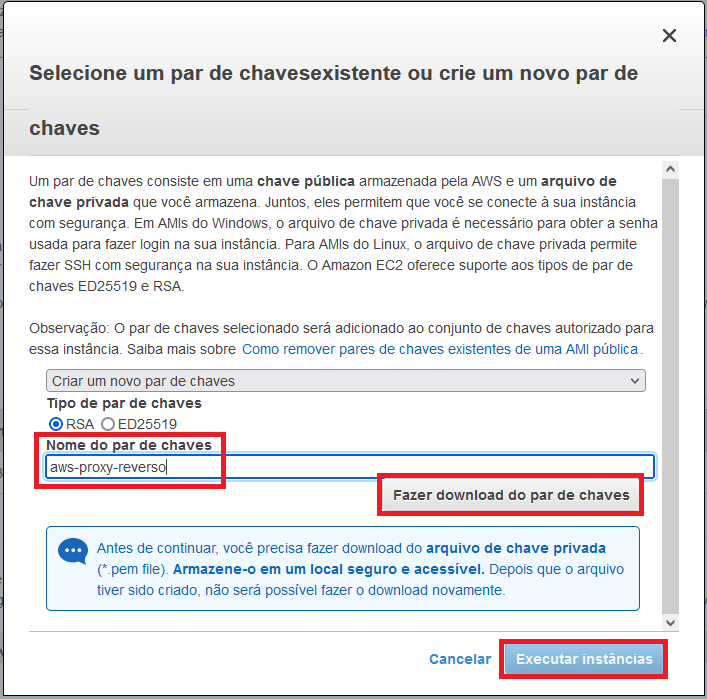 Selecione um par de chavesexistente ou crie um novo par de
chaves
Um par de chaves consiste em uma chave pública armazenada pela AWS e um arquivo de
chave privada que você armazena. Juntos, eles permitem que você se conecte à sua instância
com segurança. Em AMIs do Windows, o arquivo de chave privada é necessário para obter a senha
usada para fazer login na sua instância. Para AMIs do Linux, o arquivo de chave privada permite
fazer SSH com segurança na sua instância. O Amazon EC2 oferece suporte aos tipos de par de
chaves ED25519 e RSA.
Observação: O par de chaves selecionado será adicionado ao conjunto de chaves autorizado para
essa instância. Saiba mais sobre Como remover pares de chaves existentes de uma AMI pública.
Criar um novo par de chaves
Tipo de par de chaves
RSA ED25519
Nome do par de chaves
aws-proxy-reverso
Fazer download do par de chaves
Antes de continuar, você precisa fazer download do arquivo de chave privada
(*.pem file). Armazene-o em um local seguro e acessível. Depois que o arquivo
tiver sido criado, não será possível fazer o download novamente.
Cancelar Executar instâncias